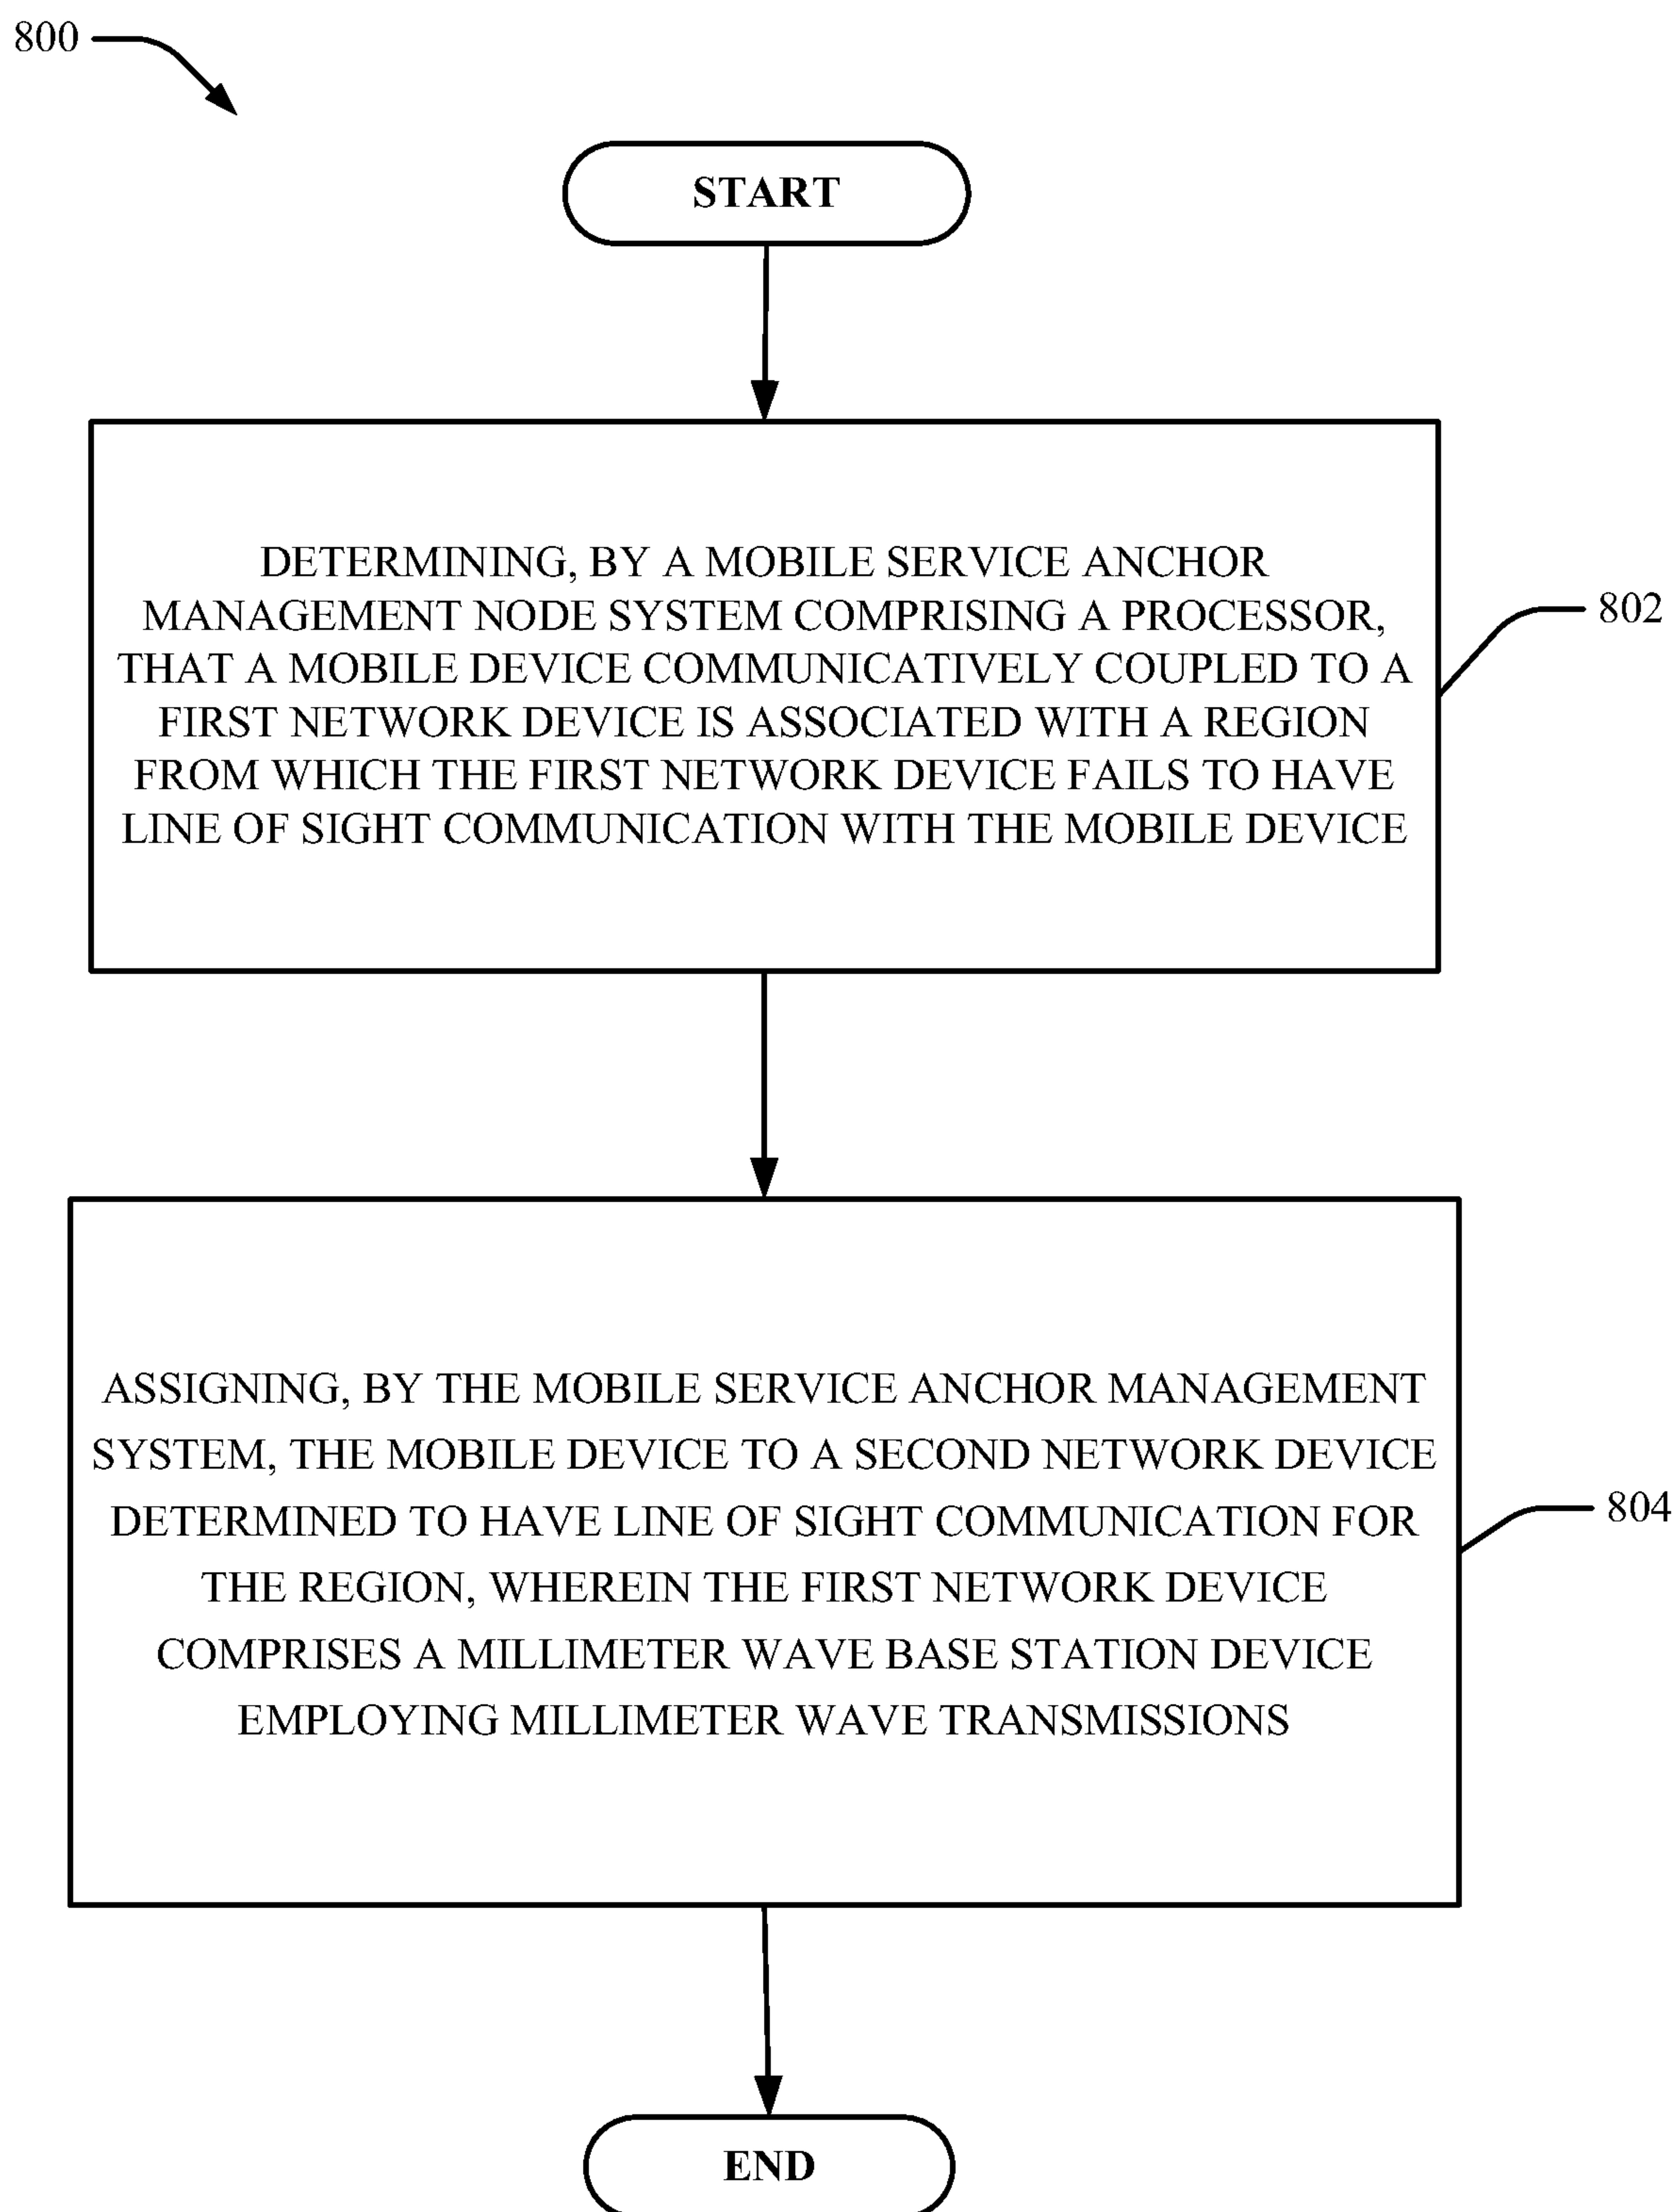 800
START
DETERMINING, BY A MOBILE SERVICE ANCHOR
MANAGEMENT NODE SYSTEM COMPRISING A PROCESSOR,
THAT A MOBILE DEVICE COMMUNICATIVELY COUPLED TO A
FIRST NETWORK DEVICE IS ASSOCIATED WITH A REGION
FROM WHICH THE FIRST NETWORK DEVICE FAILS TO HAVE
LINE OF SIGHT COMMUNICATION WITH THE MOBILE DEVICE
802
ASSIGNING, BY THE MOBILE SERVICE ANCHOR MANAGEMENT
SYSTEM, THE MOBILE DEVICE TO A SECOND NETWORK DEVICE
DETERMINED TO HAVE LINE OF SIGHT COMMUNICATION FOR
THE REGION, WHEREIN THE FIRST NETWORK DEVICE
COMPRISES A MILLIMETER WAVE BASE STATION DEVICE
EMPLOYING MILLIMETER WAVE TRANSMISSIONS
804
END